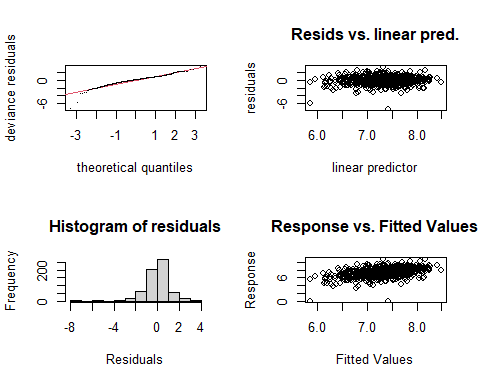 deviance residuals
0
-6
-3
-1
1
2
3
theoretical quantiles
Resids vs. linear pred.
residuals
0
-6
6.0
7.0
8.0
linear predictor
Histogram of residuals
Frequency
200
0
-8
-4
0
2
4
Residuals
Response vs. Fitted Values
Response
6
0
6.0
7.0
8.0
Fitted Values